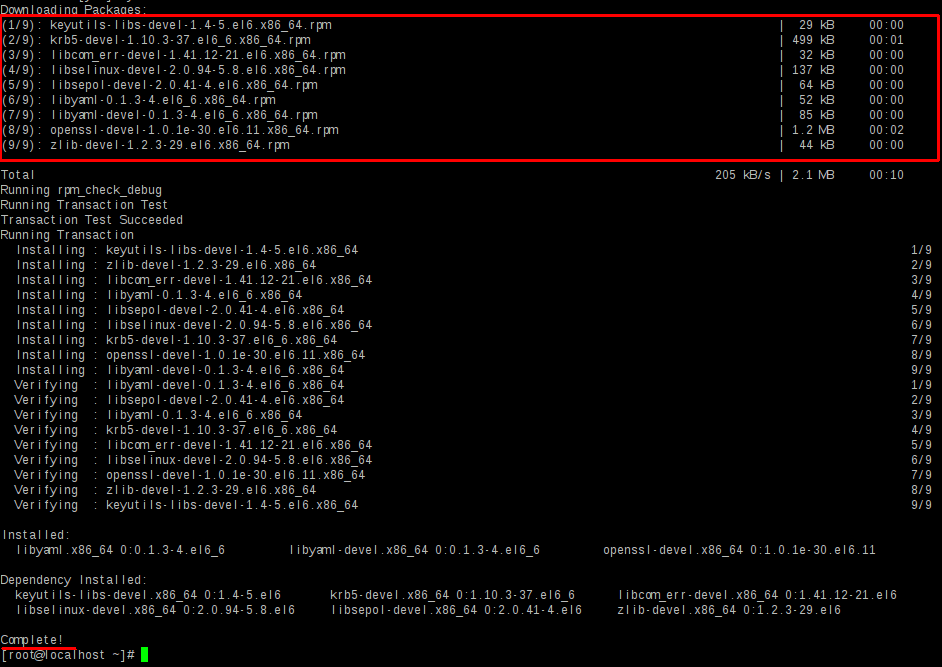 Downloading Packages:
(1/9): keyutils-libs-devel-1.4-5.el6.x86_64.rpm | 29 kB 00:00
(2/9): krb5-devel-1.10.3-37.el6_6.x86_64.rpm | 499 kB 00:01
(3/9): libcom_err-devel-1.41.12-21.el6.x86_64.rpm | 32 kB 00:00
(4/9): libselinux-devel-2.0.94-5.8.el6.x86_64.rpm | 137 kB 00:00
(5/9): libsepol-devel-2.0.41-4.el6.x86_64.rpm | 64 kB 00:00
(6/9): libyaml-0.1.3-4.el6_6.x86_64.rpm | 52 kB 00:00
(7/9): libyaml-devel-0.1.3-4.el6_6.x86_64.rpm | 85 kB 00:00
(8/9): openssl-devel-1.0.1e-30.el6.11.x86_64.rpm | 1.2 MB 00:02
(9/9): zlib-devel-1.2.3-29.el6.x86_64.rpm | 44 kB 00:00
Total 205 kB/s | 2.1 MB 00:10
Running rpm_check_debug
Running Transaction Test
Transaction Test Succeeded
Running Transaction
Installing : keyutils-libs-devel-1.4-5.el6.x86_64 1/9
Installing : zlib-devel-1.2.3-29.el6.x86_64 2/9
Installing : libcom_err-devel-1.41.12-21.el6.x86_64 3/9
Installing : libyaml-0.1.3-4.el6_6.x86_64 4/9
Installing : libsepol-devel-2.0.41-4.el6.x86_64 5/9
Installing : libselinux-devel-2.0.94-5.8.el6.x86_64 6/9
Installing : krb5-devel-1.10.3-37.el6_6.x86_64 7/9
Installing : openssl-devel-1.0.1e-30.el6.11.x86_64 8/9
Installing : libyaml-devel-0.1.3-4.el6_6.x86_64 9/9
Verifying : libyaml-devel-0.1.3-4.el6_6.x86_64 1/9
Verifying : libsepol-devel-2.0.41-4.el6.x86_64 2/9
Verifying : libyaml-0.1.3-4.el6_6.x86_64 3/9
Verifying : krb5-devel-1.10.3-37.el6_6.x86_64 4/9
Verifying : libcom_err-devel-1.41.12-21.el6.x86_64 5/9
Verifying : libselinux-devel-2.0.94-5.8.el6.x86_64 6/9
Verifying : openssl-devel-1.0.1e-30.el6.11.x86_64 7/9
Verifying : zlib-devel-1.2.3-29.el6.x86_64 8/9
Verifying : keyutils-libs-devel-1.4-5.el6.x86_64 9/9
Installed:
libyaml.x86_64 0:0.1.3-4.el6_6 libyaml-devel.x86_64 0:0.1.3-4.el6_6 openssl-devel.x86_64 0:1.0.1e-30.el6.11
Dependency Installed:
keyutils-libs-devel.x86_64 0:1.4-5.el6 krb5-devel.x86_64 0:1.10.3-37.el6_6 libcom_err-devel.x86_64 0:1.41.12-21.el6
libselinux-devel.x86_64 0:2.0.94-5.8.el6 libsepol-devel.x86_64 0:2.0.41-4.el6 zlib-devel.x86_64 0:1.2.3-29.el6
Complete!
[root@localhost ~]#